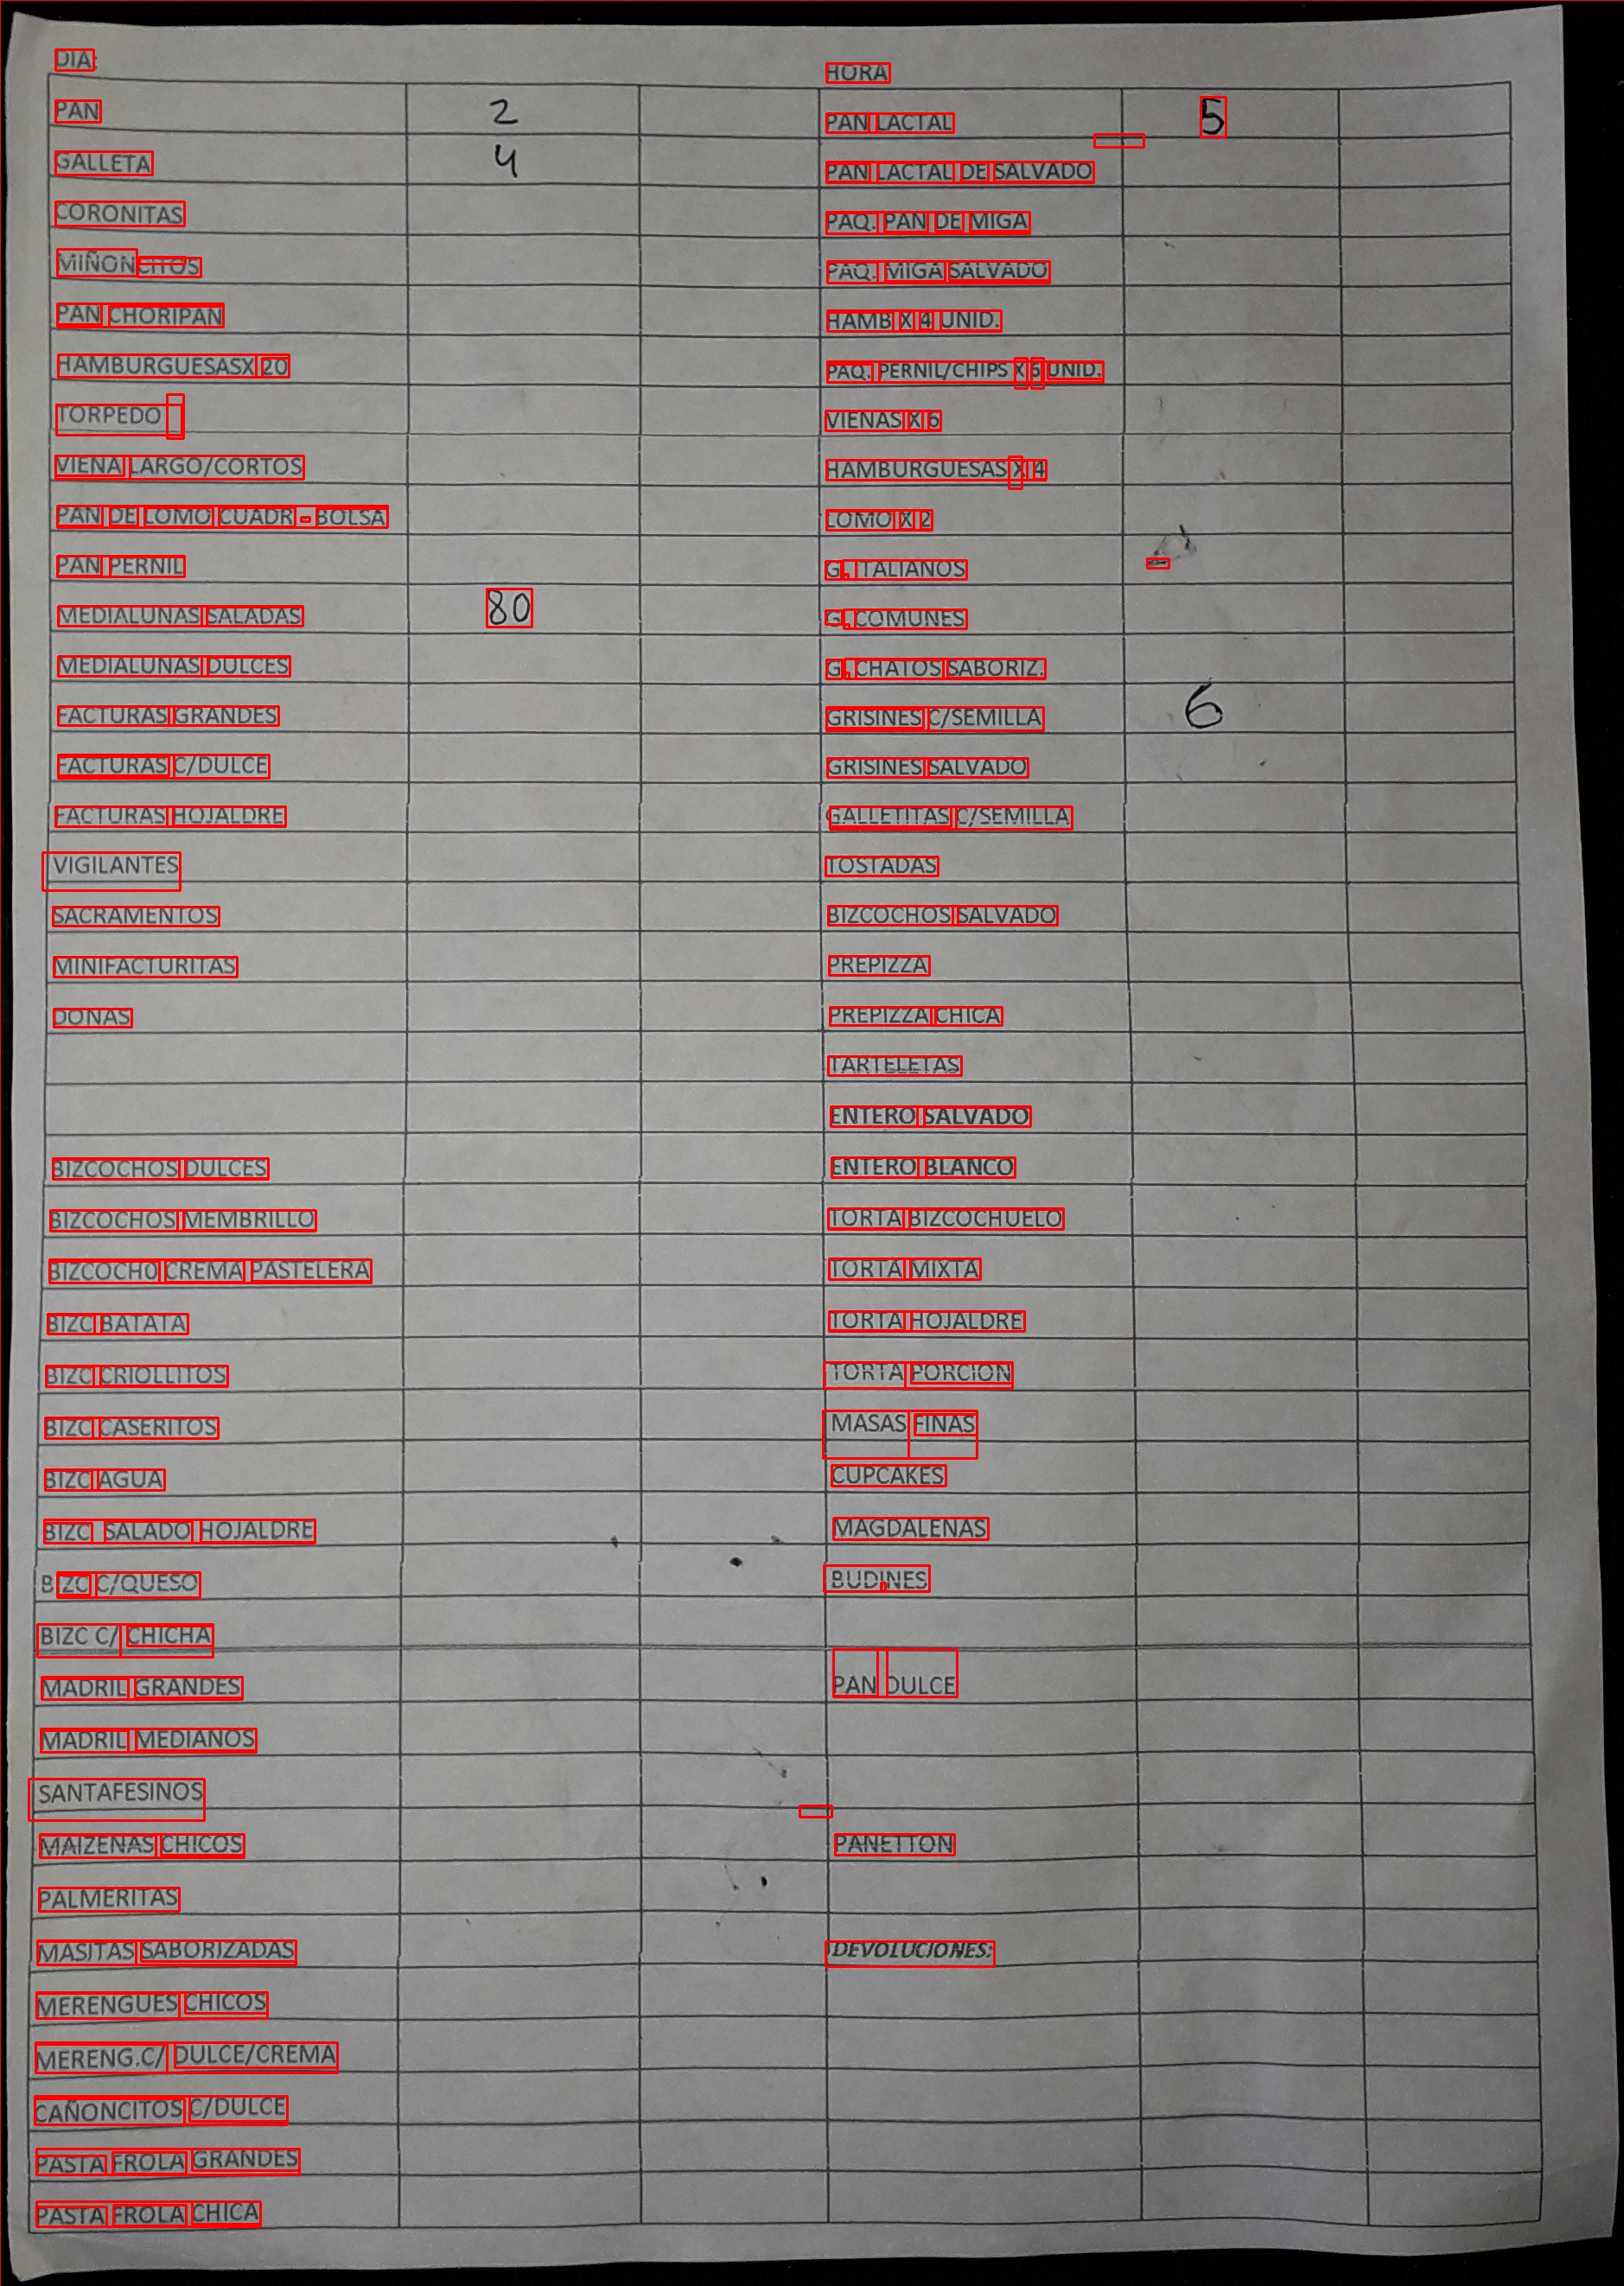 DIA: HORA
PAN 2 PAN LACTAL 5
GALLETA 4 PAN LACTAL DE SALVADO
CORONITAS PAQ. PAN DE MIGA
MIÑONCITOS PAQ. MIGA SALVADO
PAN CHORIPAN HAMB X 4 UNID.
HAMBURGUESASX 20 PAQ. PERNIL/CHIPS X 6 UNID.
TORPEDO VIENAS X 6
VIENA LARGO/CORTOS HAMBURGUESAS X 4
PAN DE LOMO CUADR - BOLSA LOMO X 2
PAN PERNIL G. ITALIANOS
MEDIALUNAS SALADAS 80 G. COMUNES
MEDIALUNAS DULCES G. CHATOS SABORIZ.
FACTURAS GRANDES GRISINES C/SEMILLA 6
FACTURAS C/DULCE GRISINES SALVADO
FACTURAS HOJALDRE GALLETITAS C/SEMILLA
VIGILANTES TOSTADAS
SACRAMENTOS BIZCOCHOS SALVADO
MINIFACTURITAS PREPIZZA
DONAS PREPIZZA CHICA
TARTELETAS
ENTERO SALVADO
BIZCOCHOS DULCES ENTERO BLANCO
BIZCOCHOS MEMBRILLO TORTA BIZCOCHUELO
BIZCOCHO CREMA PASTELERA TORTA MIXTA
BIZC BATATA TORTA HOJALDRE
BIZC CRIOLLITOS TORTA PORCION
BIZC CASERITOS MASAS FINAS
BIZC AGUA CUPCAKES
BIZC SALADO HOJALDRE MAGDALENAS
BIZC C/QUESO BUDINES
BIZC C/ CHICHA
MADRIL GRANDES PAN DULCE
MADRIL MEDIANOS
SANTAFESINOS
MAIZENAS CHICOS PANETTON
PALMERITAS
MASITAS SABORIZADAS DEVOLUCIONES:
MERENGUES CHICOS
MERENG.C/ DULCE/CREMA
CAÑONCITOS C/DULCE
PASTA FROLA GRANDES
PASTA FROLA CHICA